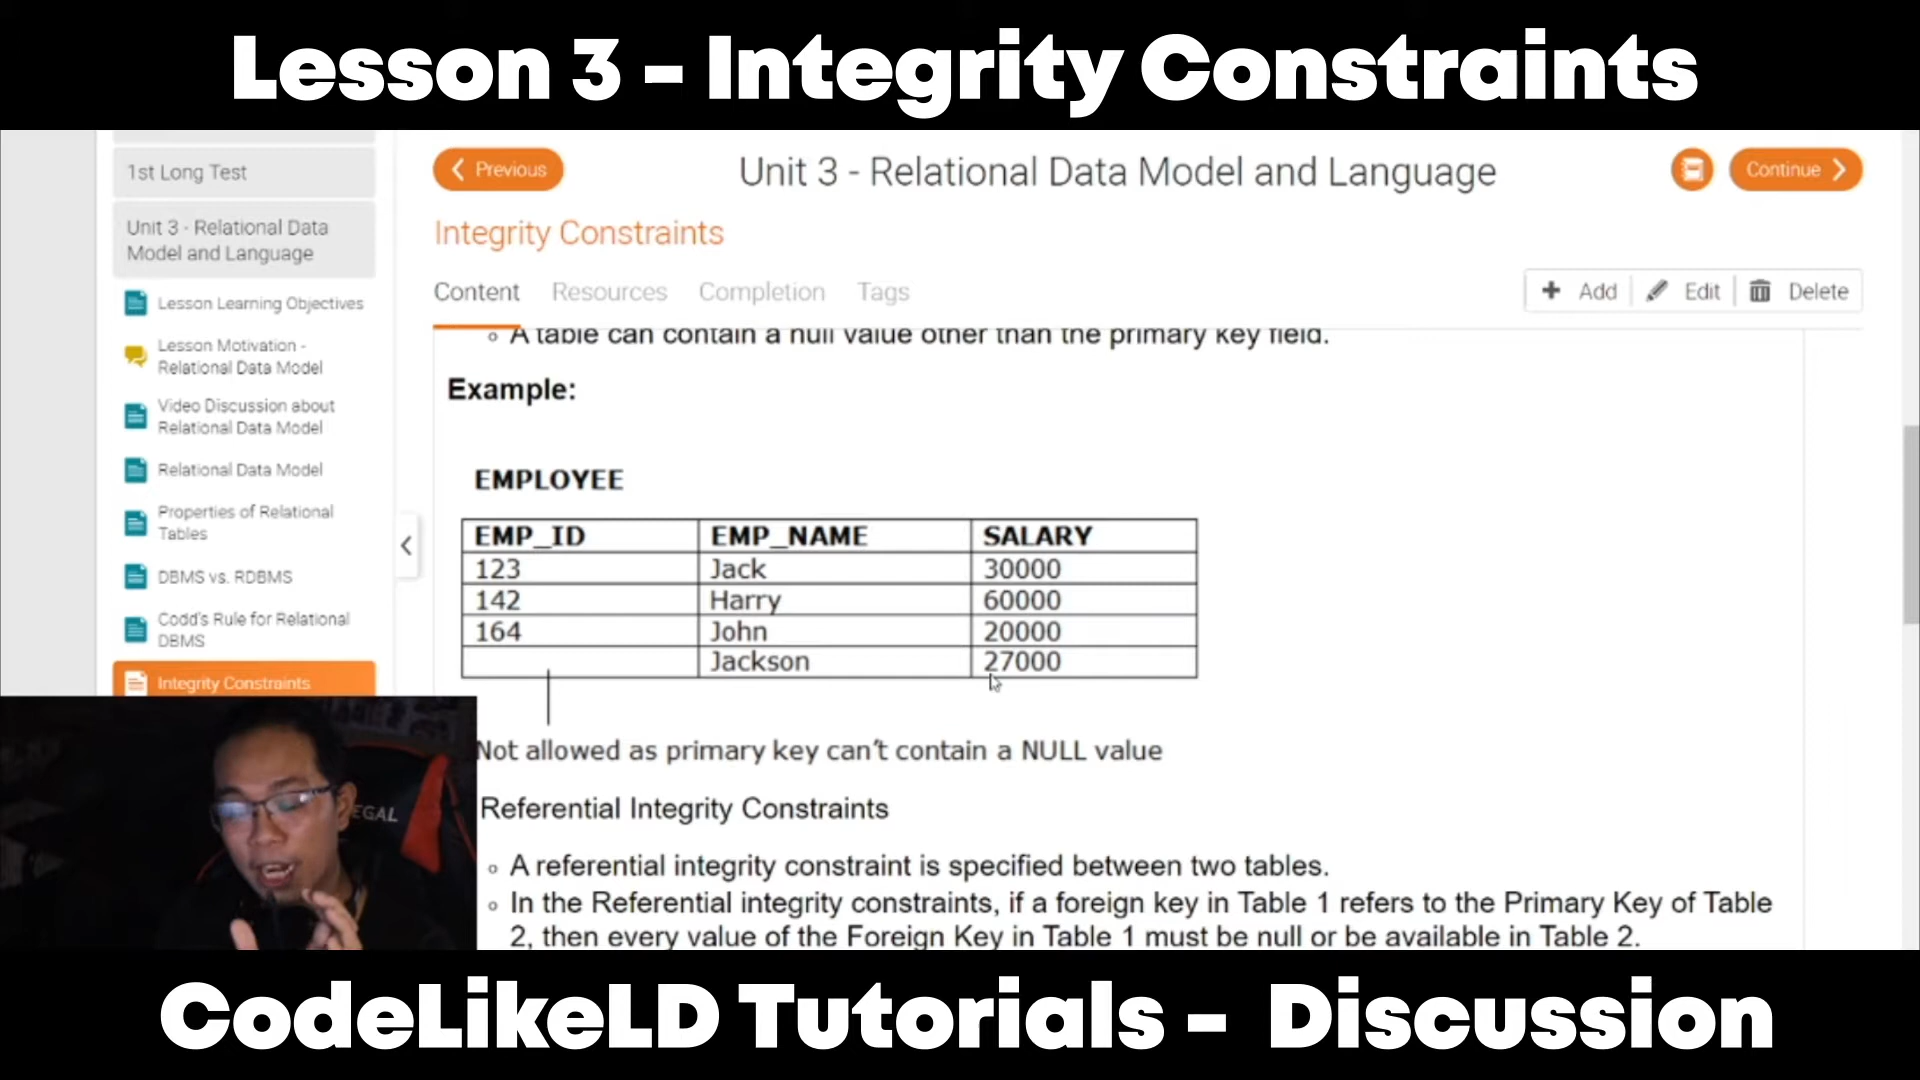 Lesson 3 – Integrity Constraints
1st Long Test
Unit 3 - Relational Data
Model and Language
Lesson Learning Objectives
Lesson Motivation -
Relational Data Model
Video Discussion about
Relational Data Model
Relational Data Model
Properties of Relational
Tables
DBMS vs. RDBMS
Codd's Rule for Relational
DBMS
Integrity Constraints
Previous
Unit 3 - Relational Data Model and Language
Continue
Integrity Constraints
Content Resources Completion Tags
Add Edit Delete
A table can contain a null value other than the primary key field.
Example:
EMPLOYEE
EMP_ID EMP_NAME SALARY
123 Jack 30000
142 Harry 60000
164 John 20000
Jackson 27000
Not allowed as primary key can't contain a NULL value
Referential Integrity Constraints
A referential integrity constraint is specified between two tables.
In the Referential integrity constraints, if a foreign key in Table 1 refers to the Primary Key of Table
2, then every value of the Foreign Key in Table 1 must be null or be available in Table 2.
EGAL
CodeLikeLD Tutorials – Discussion